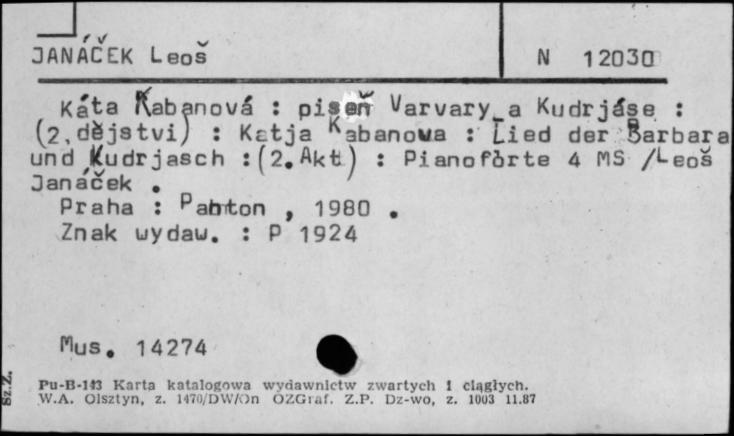 JANÁČEK Leoš
N 12030
Káta Kabanová : piseň Varvary a Kudrjáše :
(2.dějstvi) : Katja Kabanowa : Lied der Barbara
und Kudrjasch :(2.Akt) : Pianoforte 4 MS /Leoš
Janáček .
Praha : Panton , 1980 .
Znak wydaw. : P 1924
Mus. 14274
Pu-B-143 Karta katalogowa wydawnictw zwartych i ciągłych.
W.A. Olsztyn, z. 1470/DW/On OZGraf. Z.P. Dz-wo, z. 1003 11.87
Sz.Z.